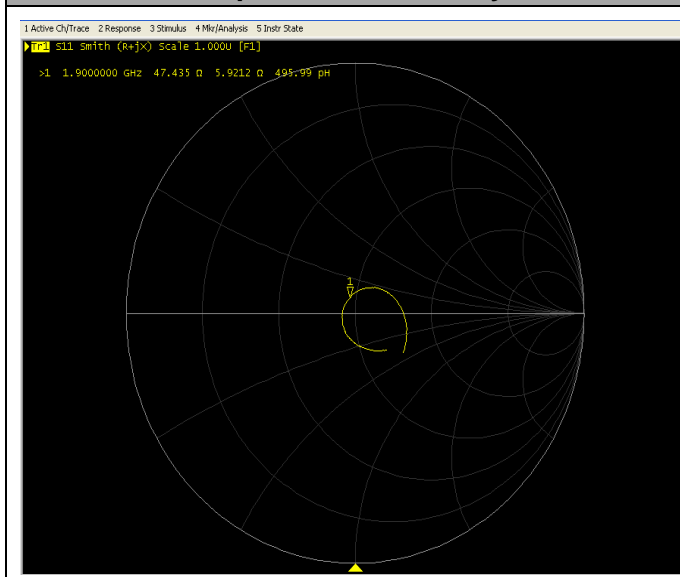 1 Active Ch/Trace 2 Response 3 Stimulus 4 Mkr/Analysis 5 Instr State
Tr1 S11 Smith (R+jX) Scale 1.000U [F1]
>1 1.9000000 GHz 47.435 Ω 5.9212 Ω 495.99 pH
1